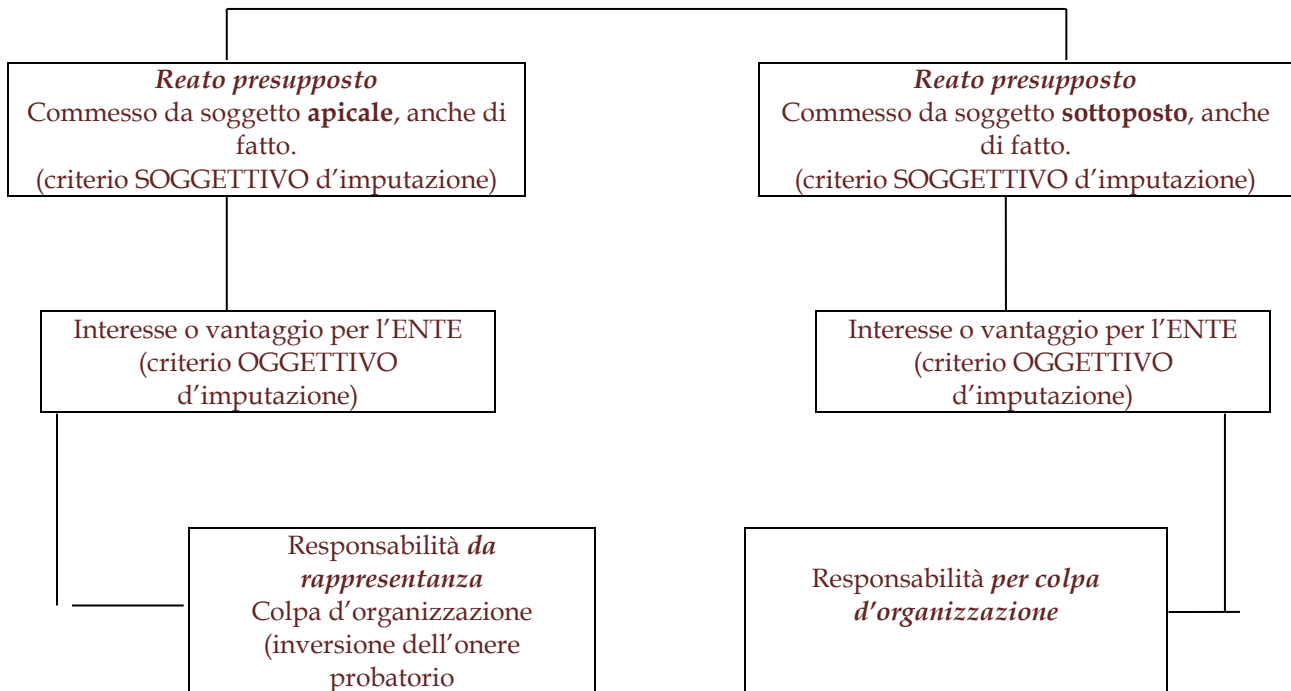 Reato presupposto
Commesso da soggetto apicale, anche di
fatto.
(criterio SOGGETTIVO d’imputazione)
Reato presupposto
Commesso da soggetto sottoposto, anche
di fatto.
(criterio SOGGETTIVO d’imputazione)
Interesse o vantaggio per l’ENTE
(criterio OGGETTIVO
d’imputazione)
Interesse o vantaggio per l’ENTE
(criterio OGGETTIVO
d’imputazione)
Responsabilità da
rappresentanza
Colpa d’organizzazione
(inversione dell’onere
probatorio
Responsabilità per colpa
d’organizzazione